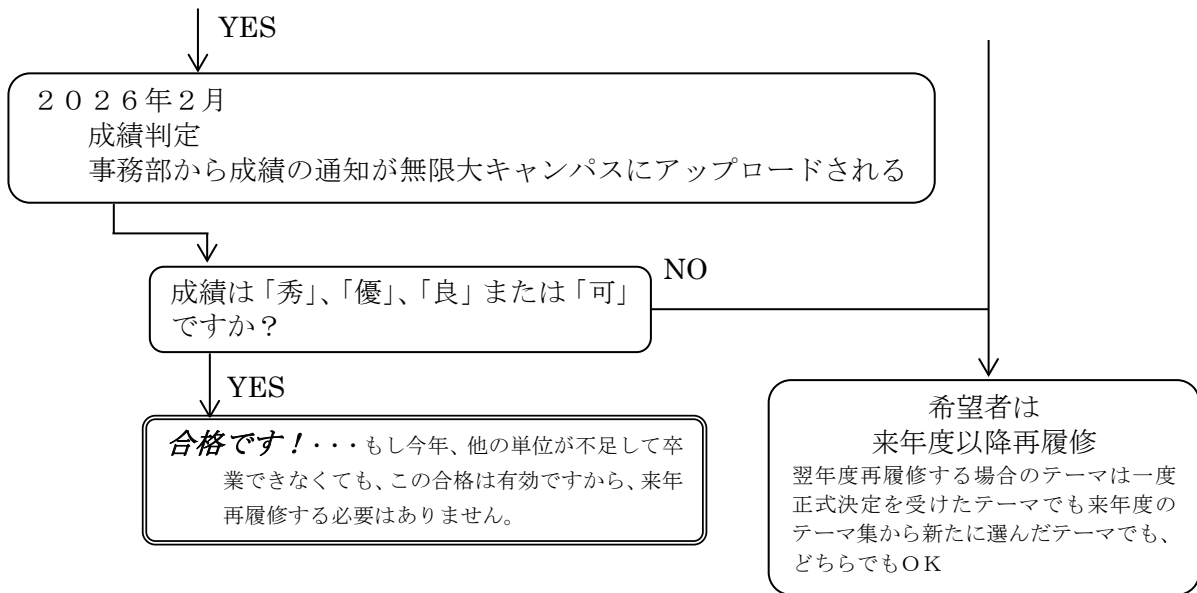 YES
２０２６年２月
成績判定
事務部から成績の通知が無限大キャンパスにアップロードされる
成績は「秀」、「優」、「良」または「可」
ですか？
NO
YES
合格です！・・・もし今年、他の単位が不足して卒
業できなくても、この合格は有効ですから、来年
再履修する必要はありません。
希望者は
来年度以降再履修
翌年度再履修する場合のテーマは一度
正式決定を受けたテーマでも来年度の
テーマ集から新たに選んだテーマでも、
どちらでもＯＫ